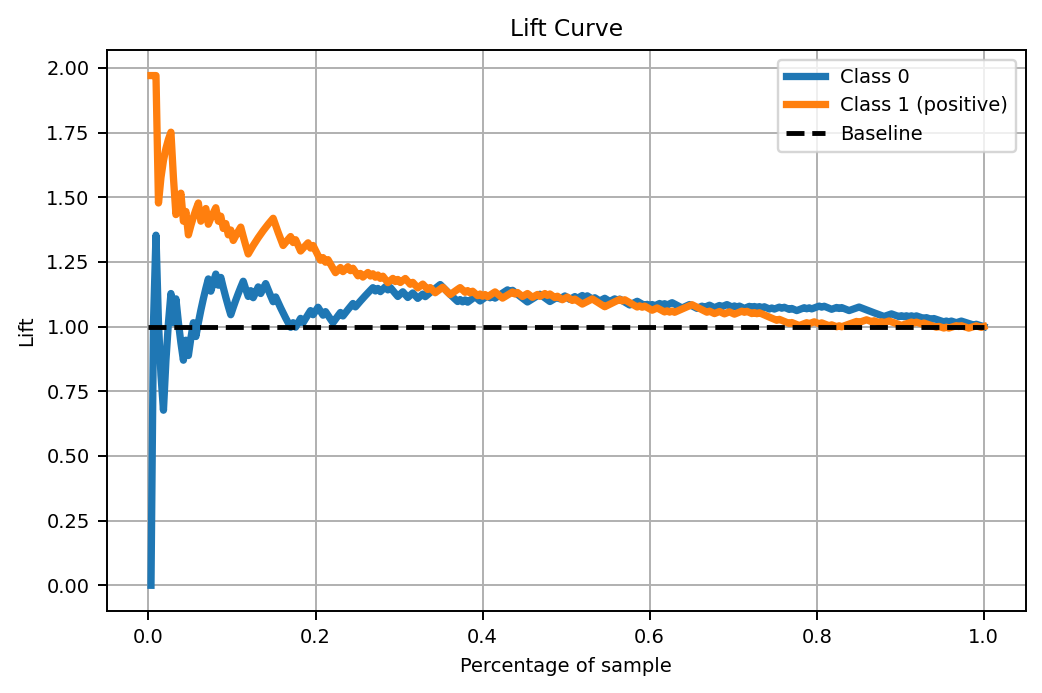 Lift Curve
Class 0
Class 1 (positive)
Baseline
Lift
2.00
1.75
1.50
1.25
1.00
0.75
0.50
0.25
0.00
0.0 0.2 0.4 0.6 0.8 1.0
Percentage of sample